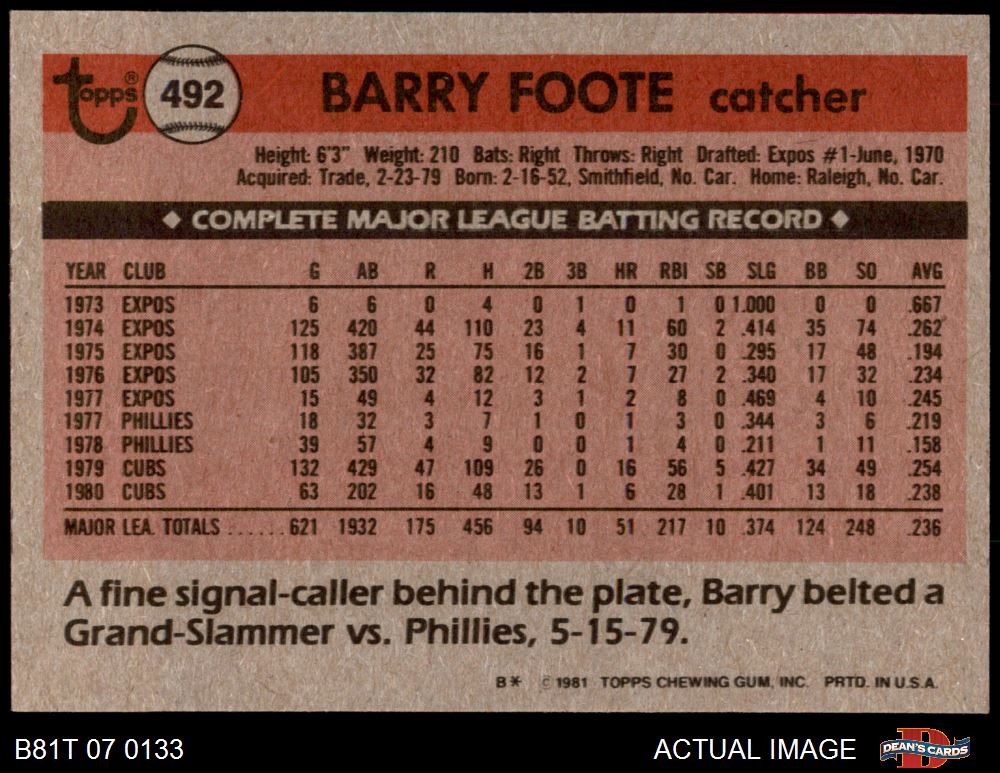 topps® 492 BARRY FOOTE catcher
Height: 6'3" Weight: 210 Bats: Right Throws: Right Drafted: Expos #1-June, 1970
Acquired: Trade, 2-23-79 Born: 2-16-52, Smithfield, No. Car. Home: Raleigh, No. Car.
◆ COMPLETE MAJOR LEAGUE BATTING RECORD ◆
YEAR CLUB G AB R H 2B 3B HR RBI SB SLG BB SO AVG
1973 EXPOS 6 6 0 4 0 1 0 1 0 1.000 0 0 .667
1974 EXPOS 125 420 44 110 23 4 11 60 2 .414 35 74 .262
1975 EXPOS 118 387 25 75 16 1 7 30 0 .295 17 48 .194
1976 EXPOS 105 350 32 82 12 2 7 27 2 .340 17 32 .234
1977 EXPOS 15 49 4 12 3 1 2 8 0 .469 4 10 .245
1977 PHILLIES 18 32 3 7 1 0 1 3 0 .344 3 6 .219
1978 PHILLIES 39 57 4 9 0 0 1 4 0 .211 1 11 .158
1979 CUBS 132 429 47 109 26 0 16 56 5 .427 34 49 .254
1980 CUBS 63 202 16 48 13 1 6 28 1 .401 13 18 .238
MAJOR LEA. TOTALS ...... 621 1932 175 456 94 10 51 217 10 .374 124 248 .236
A fine signal-caller behind the plate, Barry belted a
Grand-Slammer vs. Phillies, 5-15-79.
B* © 1981 TOPPS CHEWING GUM, INC. PRTD. IN U.S.A.
B81T 07 0133 ACTUAL IMAGE DEAN'S CARDS